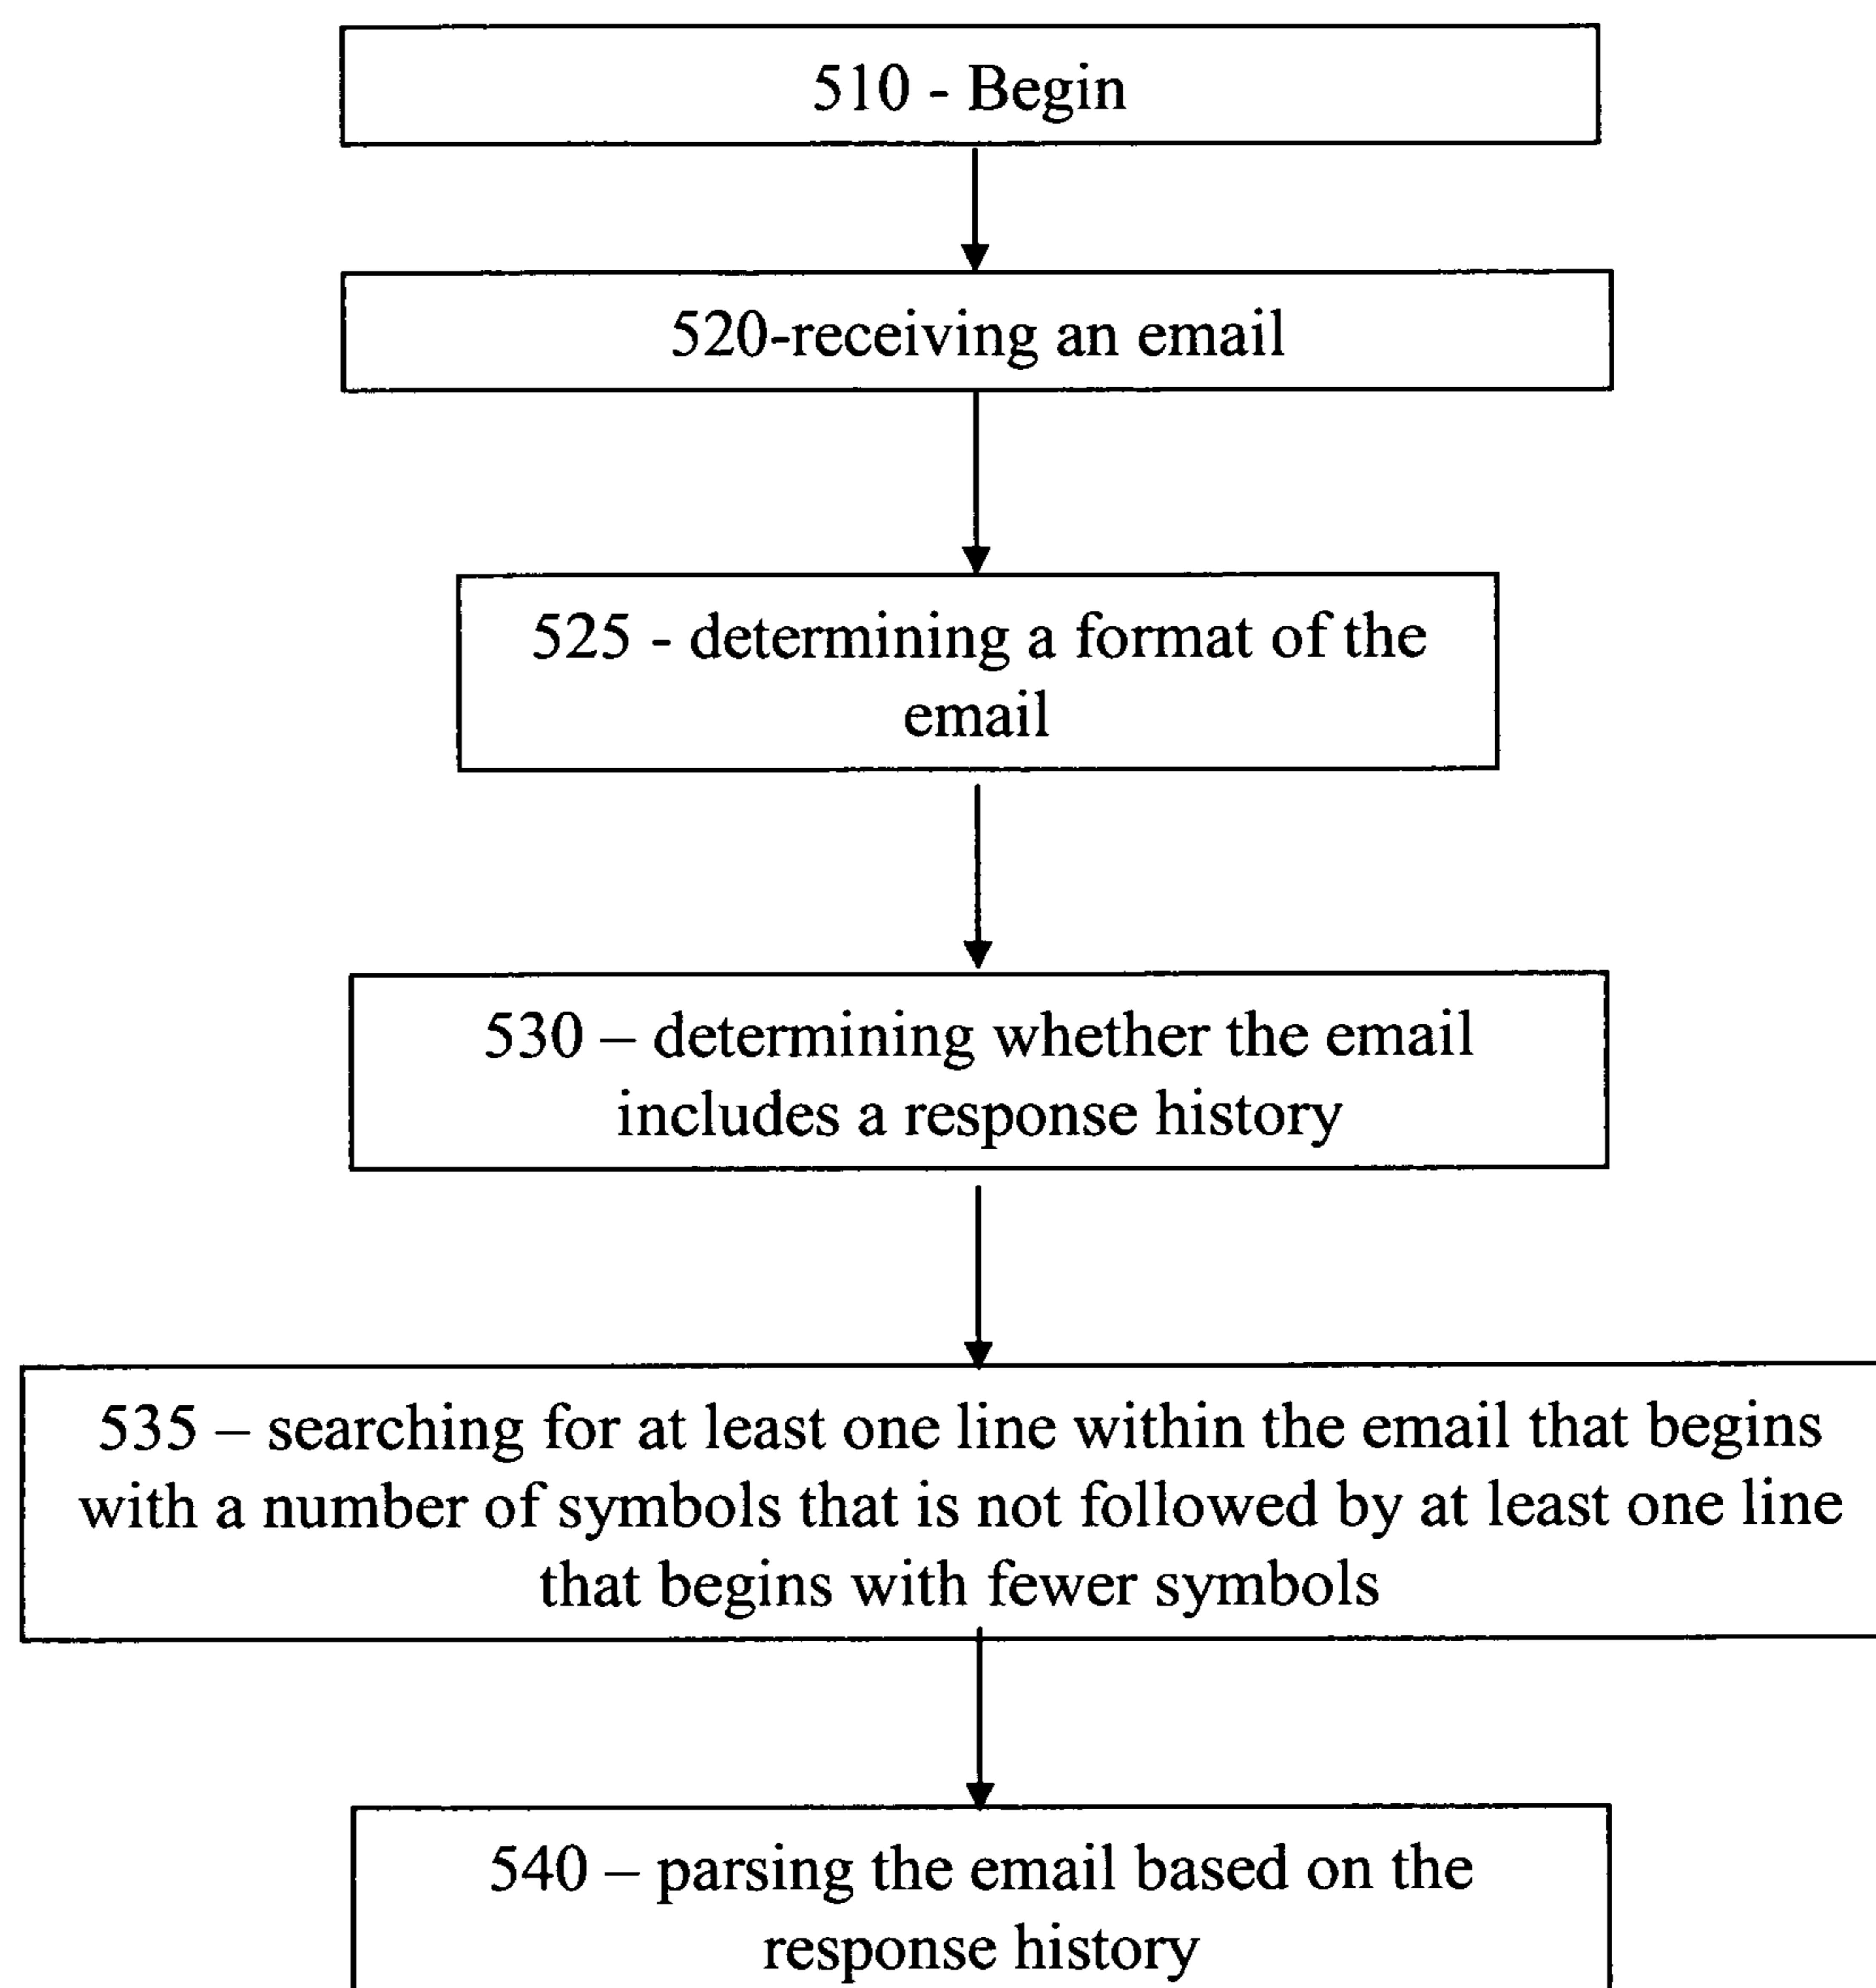 510 - Begin
520-receiving an email
525 - determining a format of the
email
530 – determining whether the email
includes a response history
535 – searching for at least one line within the email that begins
with a number of symbols that is not followed by at least one line
that begins with fewer symbols
540 – parsing the email based on the
response history